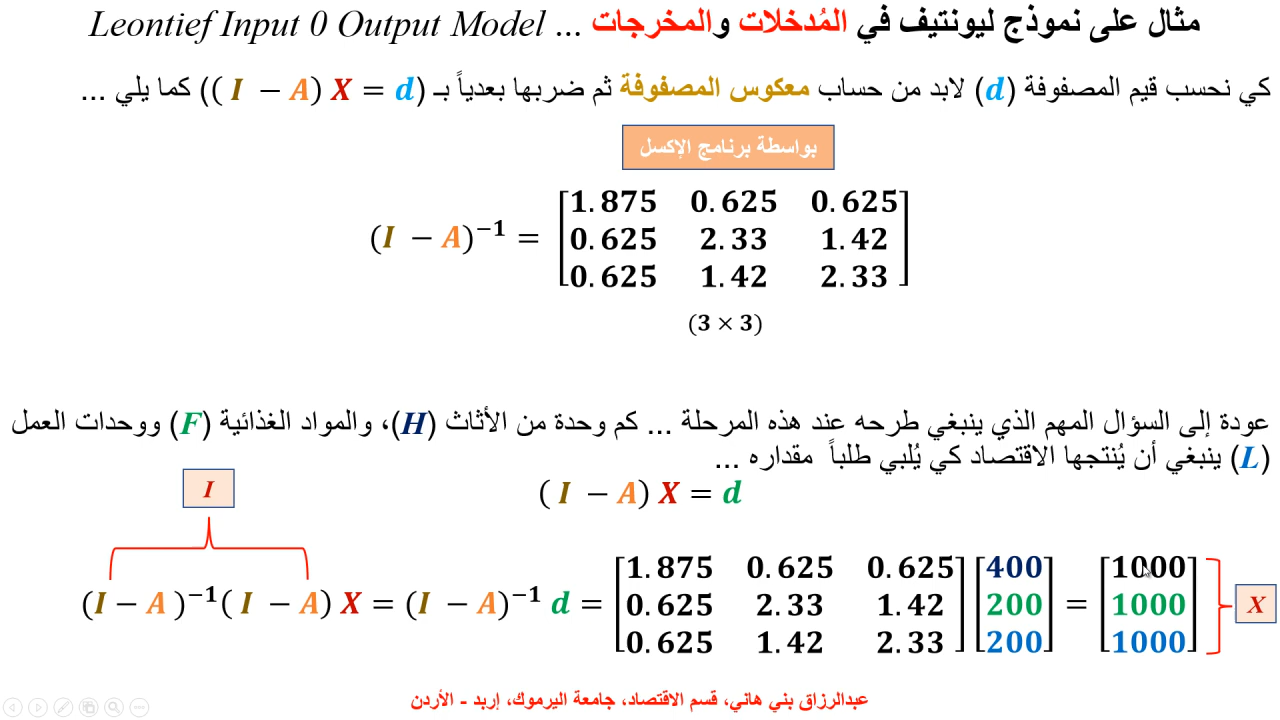 مثال على نموذج ليونتيف في المُدخلات والمخرجات ... Leontief Input 0 Output Model
كي نحسب قيم المصفوفة (d) لابد من حساب معكوس المصفوفة ثم ضربها بعدياً بـ ((I − A) X = d)) كما يلي ...
بواسطة برنامج الإكسل
(I − A)⁻¹ =
1.875 0.625 0.625
0.625 2.33 1.42
0.625 1.42 2.33
(3 × 3)
عودة إلى السؤال المهم الذي ينبغي طرحه عند هذه المرحلة ... كم وحدة من الأثاث (H)، والمواد الغذائية (F) ووحدات العمل
(L) ينبغي أن يُنتجها الاقتصاد كي يُلبي طلباً مقداره ...
(I − A) X = d
I
(I − A)⁻¹(I − A) X = (I − A)⁻¹ d =
1.875 0.625 0.625 400 1000
0.625 2.33 1.42 200 = 1000
0.625 1.42 2.33 200 1000
X
عبدالرزاق بني هاني، قسم الاقتصاد، جامعة اليرموك، إربد - الأردن